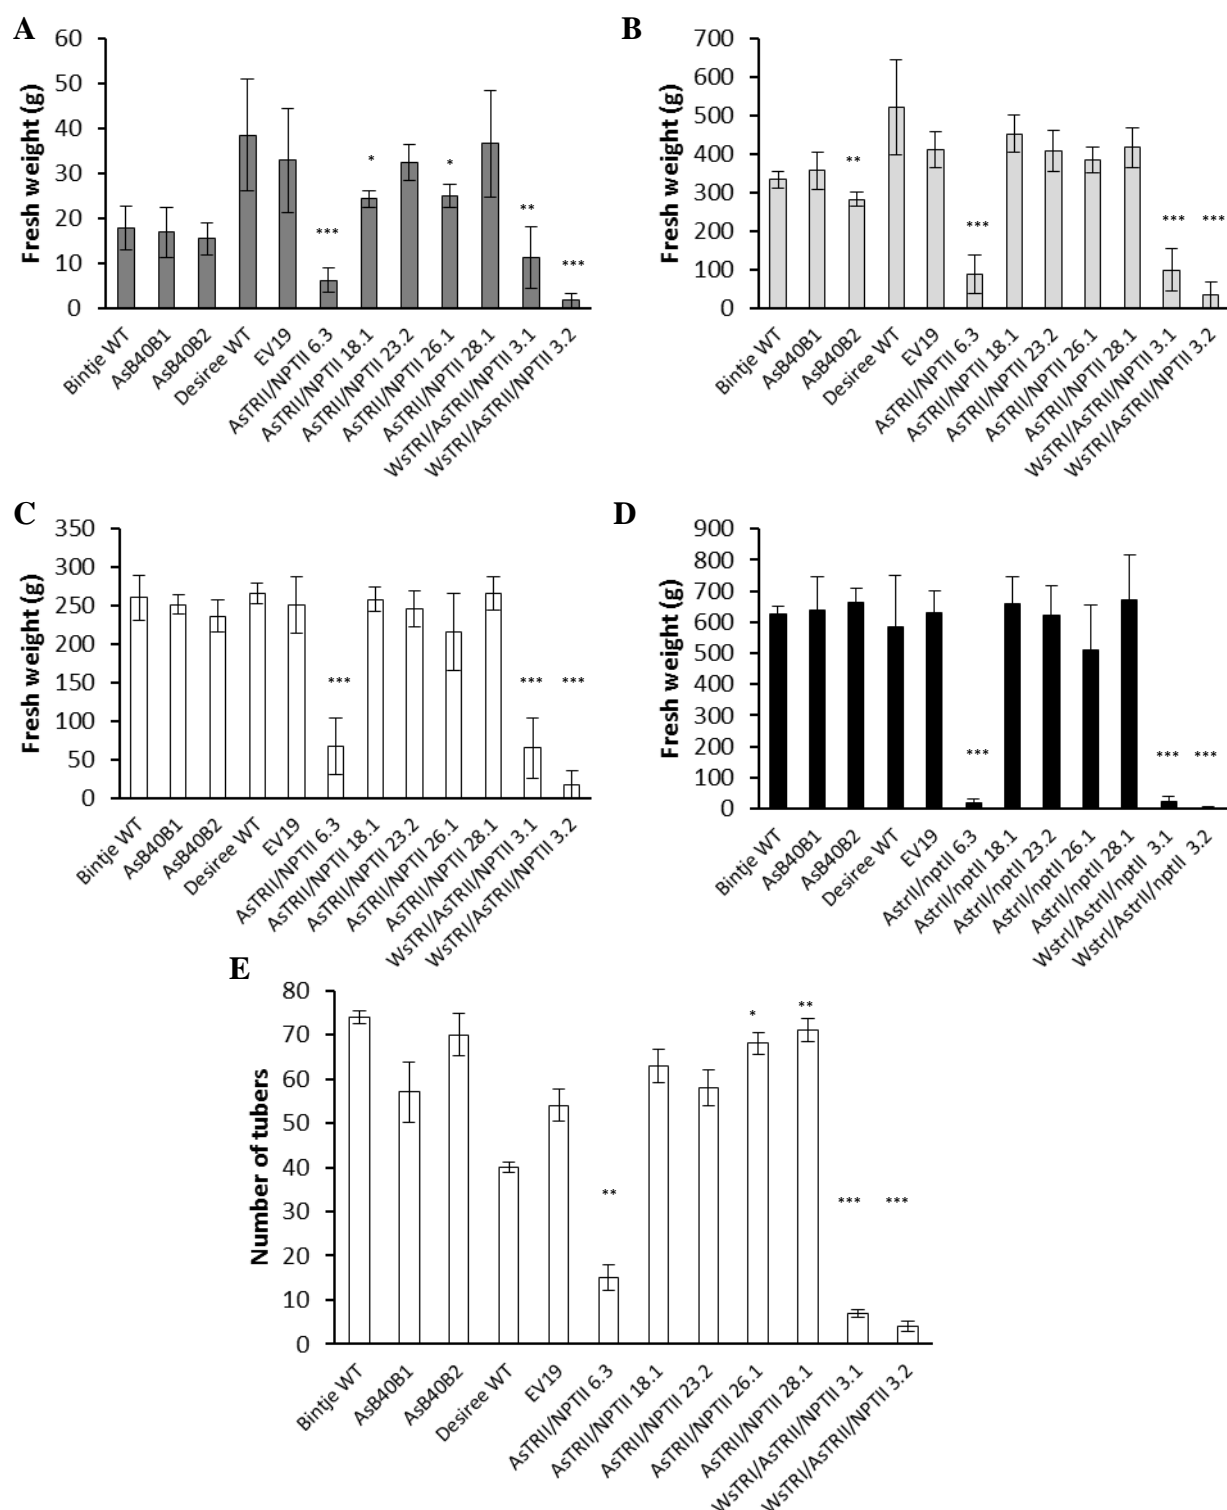 A
Fresh weight (g)
60
50
40
30
20
10
0
***
*
*
**
***
Bintje WT
AsB40B1
AsB40B2
Desiree WT
EV19
AsTRII/NPTII 6.3
AsTRII/NPTII 18.1
AsTRII/NPTII 23.2
AsTRII/NPTII 26.1
AsTRII/NPTII 28.1
WsTRI/AsTRII/NPTII 3.1
WsTRI/AsTRII/NPTII 3.2
B
Fresh weight (g)
700
600
500
400
300
200
100
0
**
***
***
***
Bintje WT
AsB40B1
AsB40B2
Desiree WT
EV19
AsTRII/NPTII 6.3
AsTRII/NPTII 18.1
AsTRII/NPTII 23.2
AsTRII/NPTII 26.1
AsTRII/NPTII 28.1
WsTRI/AsTRII/NPTII 3.1
WsTRI/AsTRII/NPTII 3.2
C
Fresh weight (g)
350
300
250
200
150
100
50
0
***
***
***
Bintje WT
AsB40B1
AsB40B2
Desiree WT
EV19
AsTRII/NPTII 6.3
AsTRII/NPTII 18.1
AsTRII/NPTII 23.2
AsTRII/NPTII 26.1
AsTRII/NPTII 28.1
WsTRI/AsTRII/NPTII 3.1
WsTRI/AsTRII/NPTII 3.2
D
Fresh weight (g)
900
800
700
600
500
400
300
200
100
0
***
***
***
Bintje WT
AsB40B1
AsB40B2
Desiree WT
EV19
AstrII/nptII 6.3
AstrII/nptII 18.1
AstrII/nptII 23.2
AstrII/nptII 26.1
AstrII/nptII 28.1
WstrI/AstrII/nptII 3.1
WstrI/AstrII/nptII 3.2
E
Number of tubers
80
70
60
50
40
30
20
10
0
**
*
**
***
***
Bintje WT
AsB40B1
AsB40B2
Desiree WT
EV19
AsTRII/NPTII 6.3
AsTRII/NPTII 18.1
AsTRII/NPTII 23.2
AsTRII/NPTII 26.1
AsTRII/NPTII 28.1
WsTRI/AsTRII/NPTII 3.1
WsTRI/AsTRII/NPTII 3.2